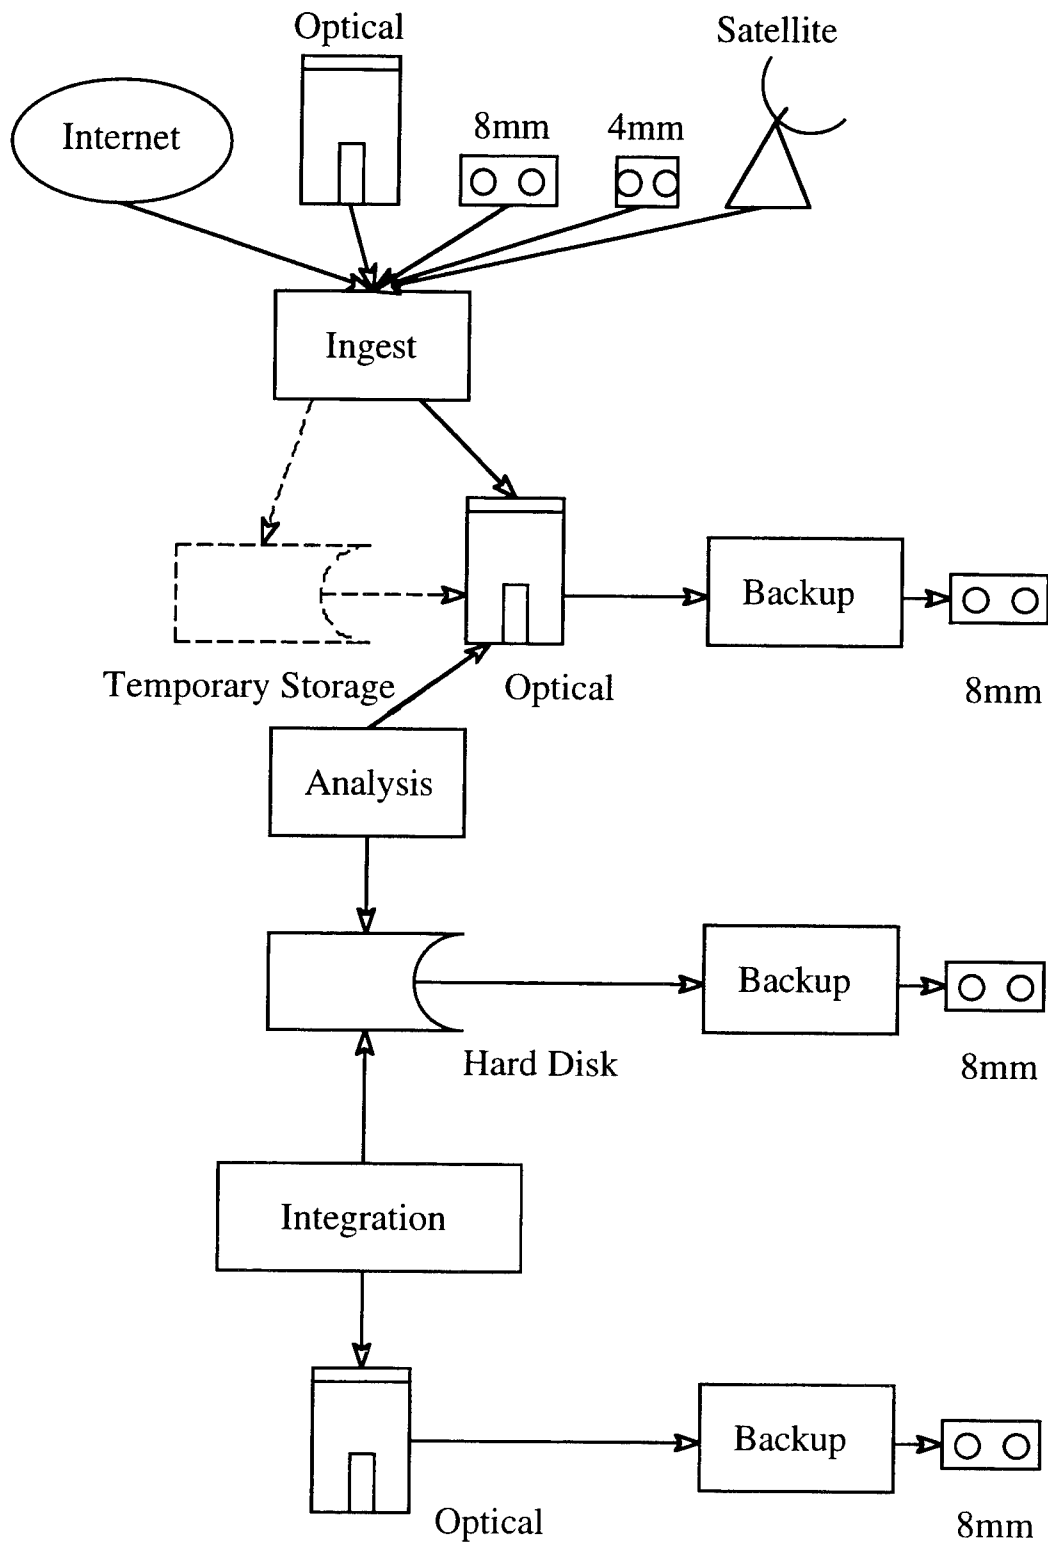 Optical
Satellite
Internet
8mm
4mm
Ingest
Backup
Temporary Storage
Optical
8mm
Analysis
Backup
Hard Disk
8mm
Integration
Backup
Optical
8mm